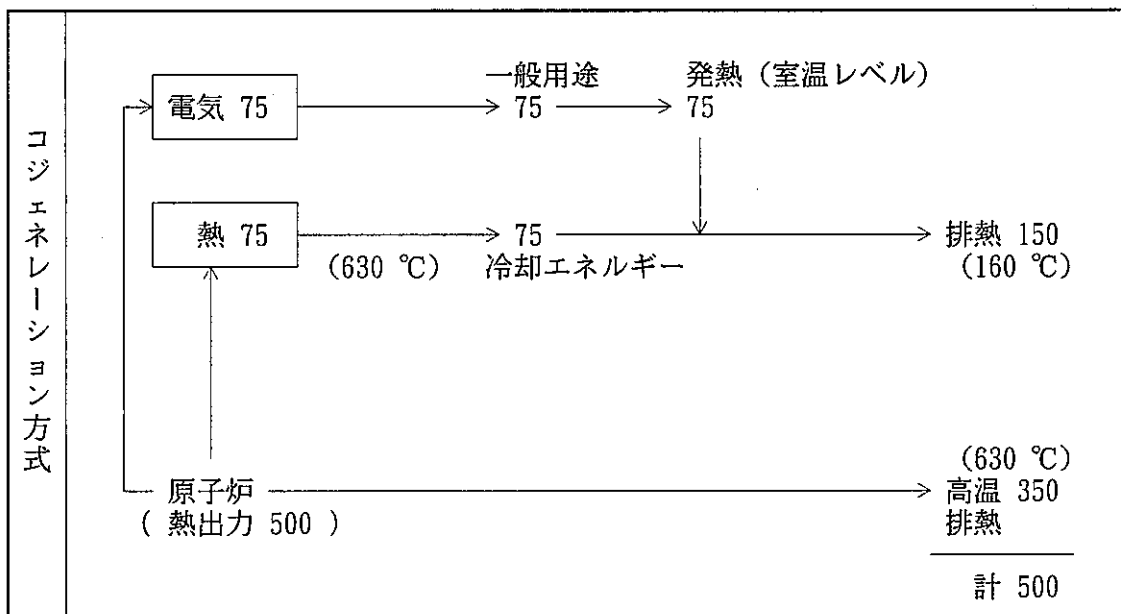 コジェネレーション方式
一般用途
発熱（室温レベル）
電気 75
75
75
熱 75
75
排熱 150
(630 ℃)
冷却エネルギー
(160 ℃)
(630 ℃)
原子炉
高温 350
( 熱出力 500 )
排熱
計 500